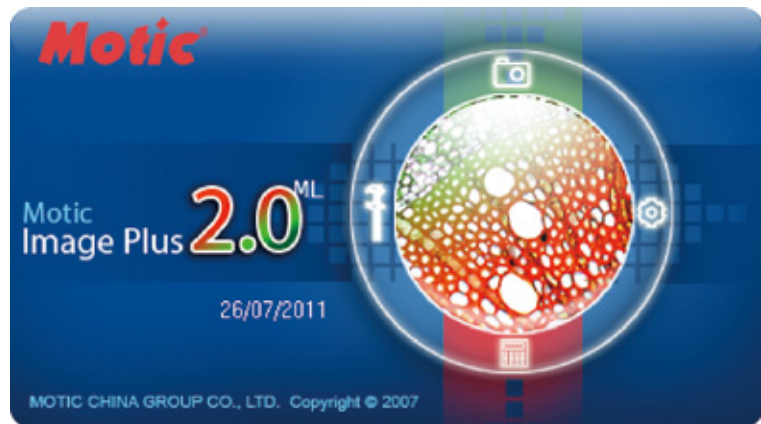 Motic®
Motic
Image Plus 2.0 ML
26/07/2011
MOTIC CHINA GROUP CO., LTD. Copyright © 2007